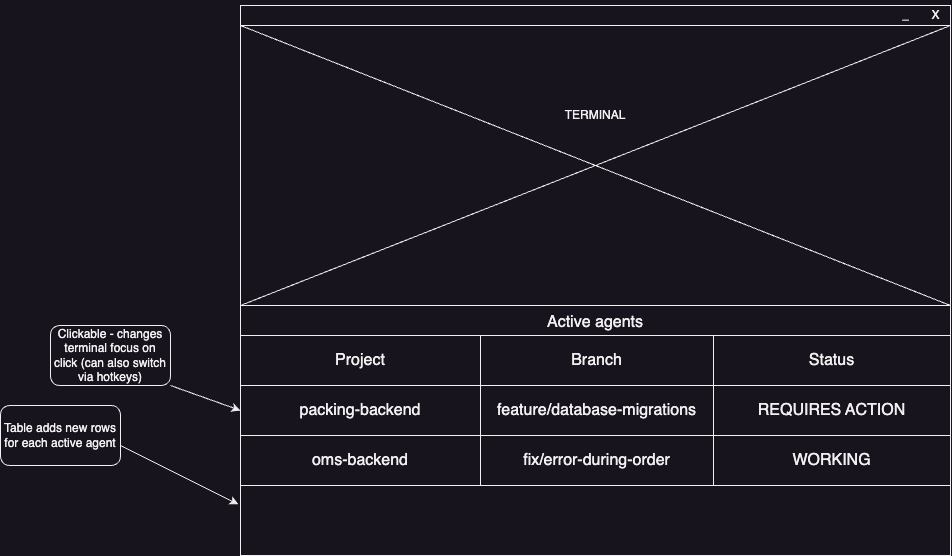 _ X
TERMINAL
Active agents
Project Branch Status
packing-backend feature/database-migrations REQUIRES ACTION
oms-backend fix/error-during-order WORKING
Clickable - changes
terminal focus on
click (can also switch
via hotkeys)
Table adds new rows
for each active agent